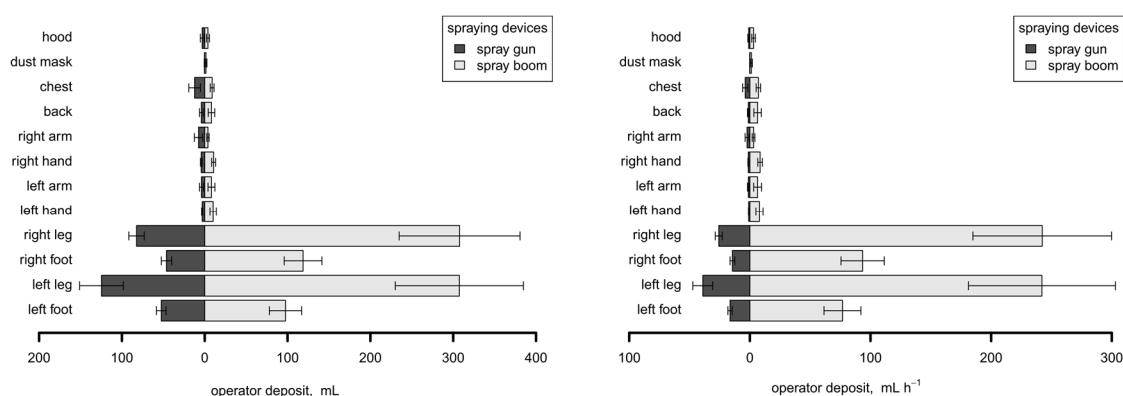 spraying devices
spray gun
spray boom
hood
dust mask
chest
back
right arm
right hand
left arm
left hand
right leg
right foot
left leg
left foot
200 100 0 100 200 300 400
operator deposit, mL
spraying devices
spray gun
spray boom
hood
dust mask
chest
back
right arm
right hand
left arm
left hand
right leg
right foot
left leg
left foot
100 0 100 200 300
operator deposit, mL h⁻¹